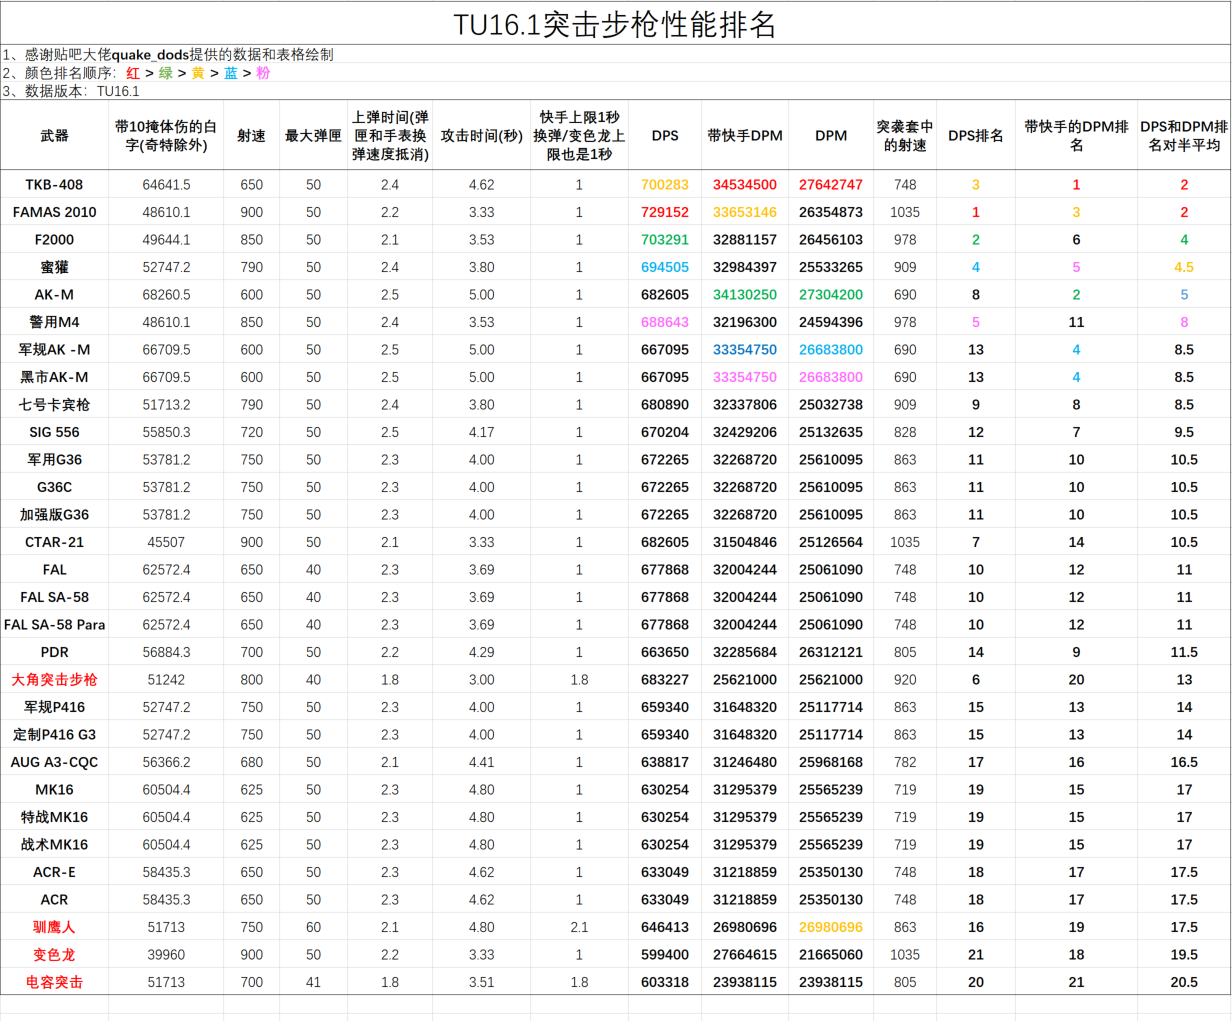 TU16.1突击步枪性能排名
1、感谢贴吧大佬quake_dods提供的数据和表格绘制
2、颜色排名顺序：红 > 绿 > 黄 > 蓝 > 粉
3、数据版本：TU16.1
武器 带10掩体伤的白字(奇特除外) 射速 最大弹匣 上弹时间(弹匣和手表换弹速度抵消) 攻击时间(秒) 快手上限1秒换弹/变色龙上限也是1秒 DPS 带快手DPM DPM 突袭套中的射速 DPS排名 带快手的DPM排名 DPS和DPM排名对半平均
TKB-408 64641.5 650 50 2.4 4.62 1 700283 34534500 27642747 748 3 1 2
FAMAS 2010 48610.1 900 50 2.2 3.33 1 729152 33653146 26354873 1035 1 3 2
F2000 49644.1 850 50 2.1 3.53 1 703291 32881157 26456103 978 2 6 4
蜜獾 52747.2 790 50 2.4 3.80 1 694505 32984397 25533265 909 4 5 4.5
AK-M 68260.5 600 50 2.5 5.00 1 682605 34130250 27304200 690 8 2 5
警用M4 48610.1 850 50 2.4 3.53 1 688643 32196300 24594396 978 5 11 8
军规AK -M 66709.5 600 50 2.5 5.00 1 667095 33354750 26683800 690 13 4 8.5
黑市AK-M 66709.5 600 50 2.5 5.00 1 667095 33354750 26683800 690 13 4 8.5
七号卡宾枪 51713.2 790 50 2.4 3.80 1 680890 32337806 25032738 909 9 8 8.5
SIG 556 55850.3 720 50 2.5 4.17 1 670204 32429206 25132635 828 12 7 9.5
军用G36 53781.2 750 50 2.3 4.00 1 672265 32268720 25610095 863 11 10 10.5
G36C 53781.2 750 50 2.3 4.00 1 672265 32268720 25610095 863 11 10 10.5
加强版G36 53781.2 750 50 2.3 4.00 1 672265 32268720 25610095 863 11 10 10.5
CTAR-21 45507 900 50 2.1 3.33 1 682605 31504846 25126564 1035 7 14 10.5
FAL 62572.4 650 40 2.3 3.69 1 677868 32004244 25061090 748 10 12 11
FAL SA-58 62572.4 650 40 2.3 3.69 1 677868 32004244 25061090 748 10 12 11
FAL SA-58 Para 62572.4 650 40 2.3 3.69 1 677868 32004244 25061090 748 10 12 11
PDR 56884.3 700 50 2.2 4.29 1 663650 32285684 26312121 805 14 9 11.5
大角突击步枪 51242 800 40 1.8 3.00 1.8 683227 25621000 25621000 920 6 20 13
军规P416 52747.2 750 50 2.3 4.00 1 659340 31648320 25117714 863 15 13 14
定制P416 G3 52747.2 750 50 2.3 4.00 1 659340 31648320 25117714 863 15 13 14
AUG A3-CQC 56366.2 680 50 2.1 4.41 1 638817 31246480 25968168 782 17 16 16.5
MK16 60504.4 625 50 2.3 4.80 1 630254 31295379 25565239 719 19 15 17
特战MK16 60504.4 625 50 2.3 4.80 1 630254 31295379 25565239 719 19 15 17
战术MK16 60504.4 625 50 2.3 4.80 1 630254 31295379 25565239 719 19 15 17
ACR-E 58435.3 650 50 2.3 4.62 1 633049 31218859 25350130 748 18 17 17.5
ACR 58435.3 650 50 2.3 4.62 1 633049 31218859 25350130 748 18 17 17.5
驯鹰人 51713 750 60 2.1 4.80 2.1 646413 26980696 26980696 863 16 19 17.5
变色龙 39960 900 50 2.2 3.33 1 599400 27664615 21665060 1035 21 18 19.5
电容突击 51713 700 41 1.8 3.51 1.8 603318 23938115 23938115 805 20 21 20.5